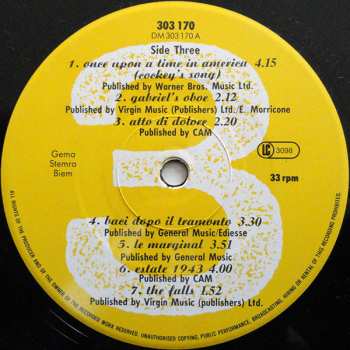 303 170
DM 303 170 A
Side Three
1. once upon a time in america 4.15
(cockey's song)
Published by Warner Bros. Music Ltd.
2. gabriel's oboe 2.12
Published by Virgin Music (Publishers) Ltd./E. Morricone
3. atto di dolore 2.20
Published by CAM
Gema
Stemra
Biem
LC 3098
33 rpm
4. baci dopo il tramonto 3.30
Published by General Music/Ediesse
5. le marginal 3.51
Published by General Music
6. estate 1943 4.00
Published by CAM
7. the falls 1.52
Published by Virgin Music (publishers) Ltd.
ALL RIGHTS OF THE PRODUCER AND OF THE OWNER OF THE RECORDED WORK RESERVED. UNAUTHORISED COPYING, PUBLIC PERFORMANCE, BROADCASTING, HIRING OR RENTAL OF THIS RECORD PROHIBITED.
3